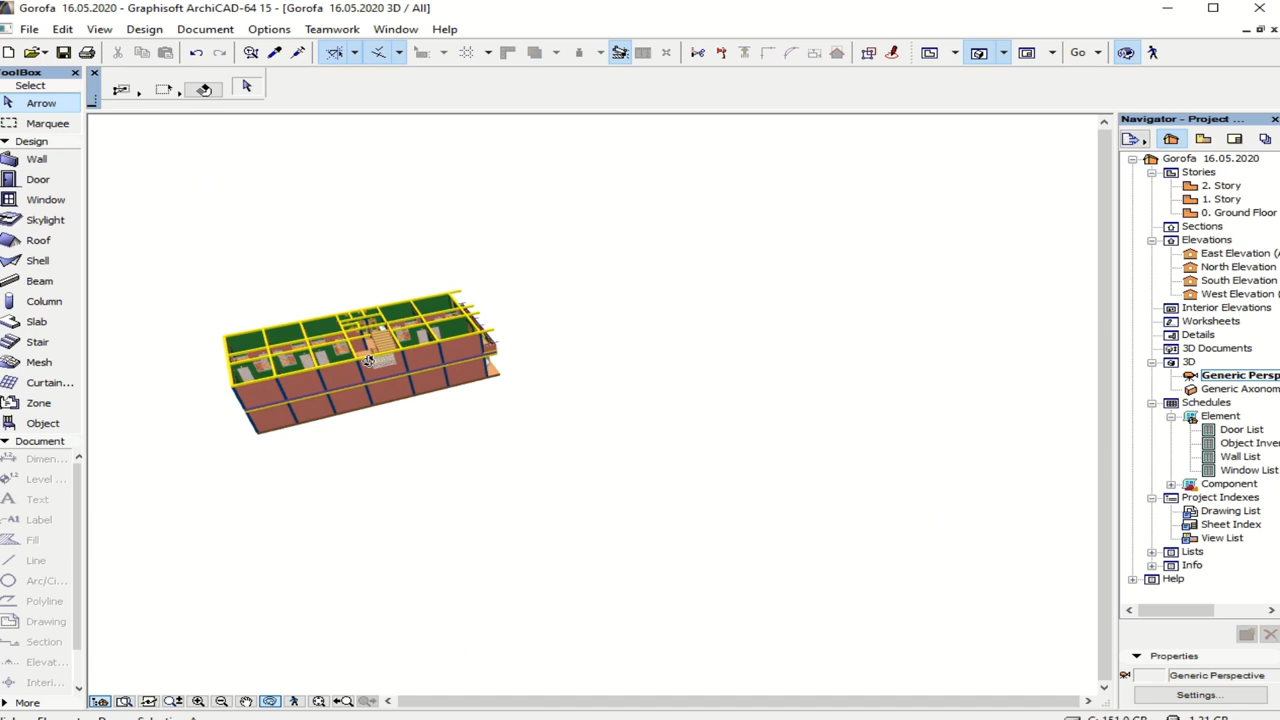 Gorofa 16.05.2020 - Graphisoft ArchiCAD-64 15 - [Gorofa 16.05.2020 3D / All]
File Edit View Design Document Options Teamwork Window Help
Go
ToolBox
Select
Arrow
Marquee
Design
Wall
Door
Window
Skylight
Roof
Shell
Beam
Column
Slab
Stair
Mesh
Curtain...
Zone
Object
Document
Dimen...
Level ...
Text
Label
Fill
Line
Arc/Ci...
Polyline
Drawing
Section
Elevat...
Interi...
More
Navigator - Project ...
Gorofa 16.05.2020
Stories
2. Story
1. Story
0. Ground Floor
Sections
Elevations
East Elevation (A
North Elevation
South Elevation
West Elevation (
Interior Elevations
Worksheets
Details
3D Documents
3D
Generic Persp
Generic Axonom
Schedules
Element
Door List
Object Inve
Wall List
Window List
Component
Project Indexes
Drawing List
Sheet Index
View List
Lists
Info
Help
Properties
Generic Perspective
Settings...